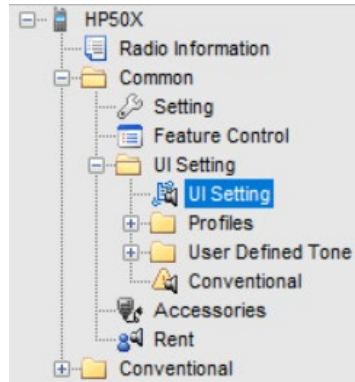 HP50X
Radio Information
Common
Setting
Feature Control
UI Setting
UI Setting
Profiles
User Defined Tone
Conventional
Accessories
Rent
Conventional